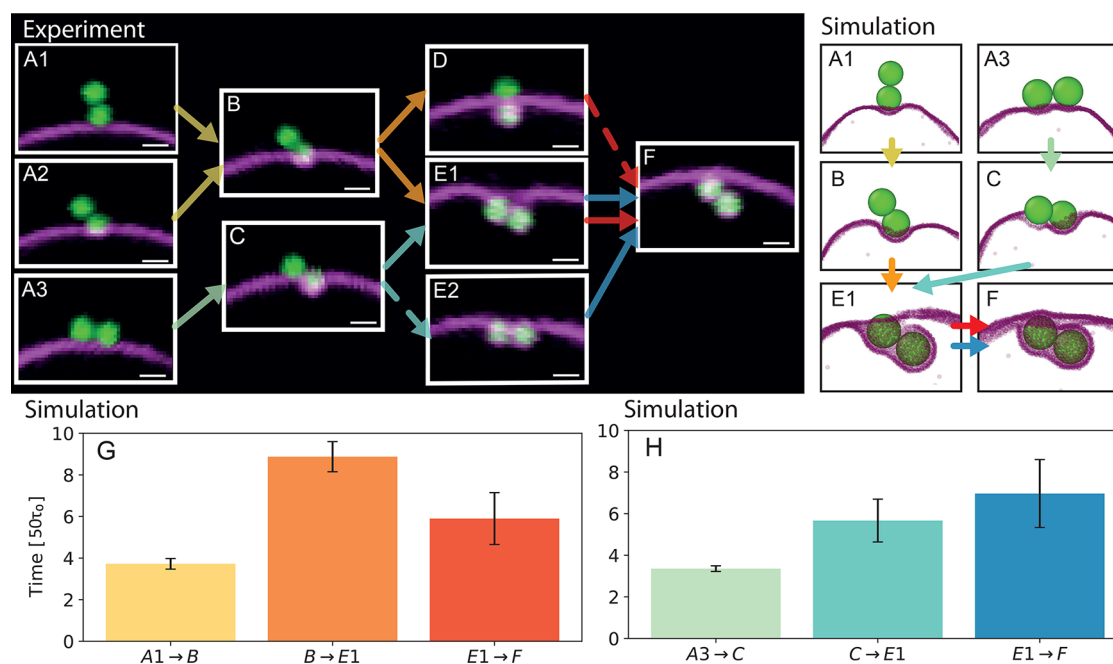 Experiment
A1
A2
A3
B
C
D
E1
E2
F
Simulation
A1
A3
B
C
E1
F
Simulation
G
Time [50τ₀]
10
8
6
4
2
0
A1→B
B→E1
E1→F
Simulation
H
10
8
6
4
2
0
A3→C
C→E1
E1→F